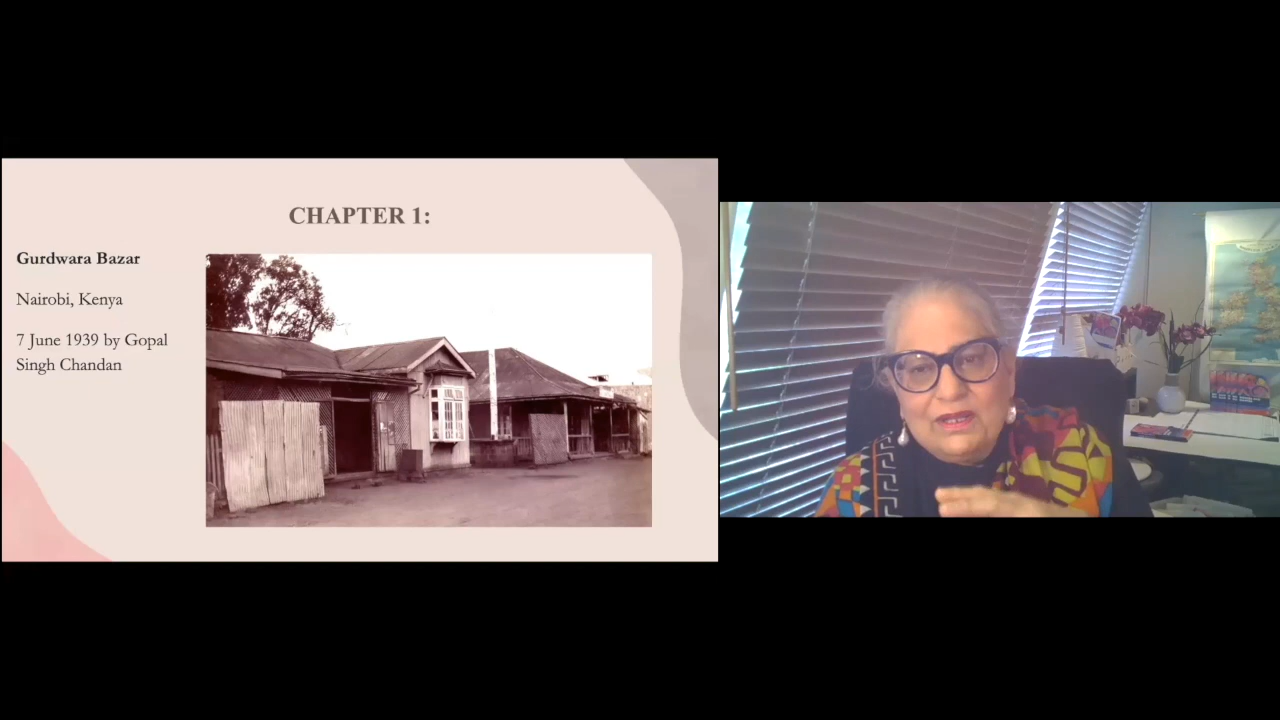 CHAPTER 1:
Gurdwara Bazar
Nairobi, Kenya
7 June 1939 by Gopal
Singh Chandan